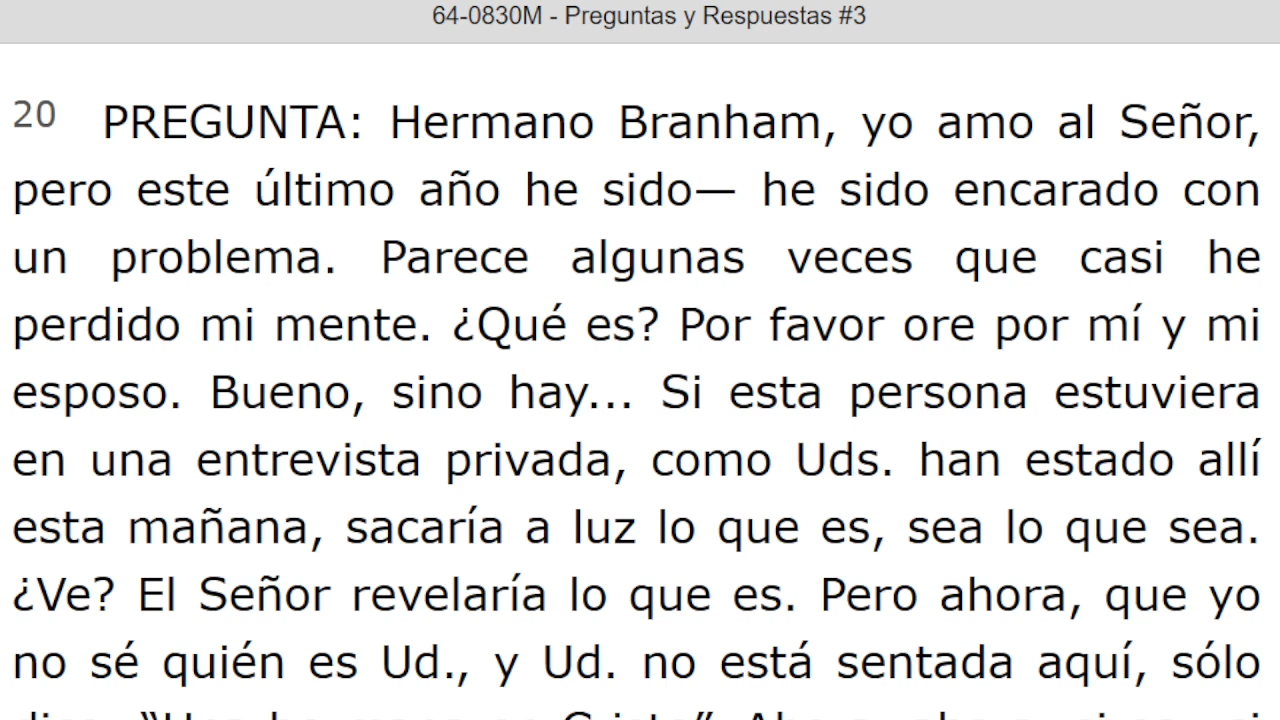 64-0830M - Preguntas y Respuestas #3
20 PREGUNTA: Hermano Branham, yo amo al Señor,
pero este último año he sido— he sido encarado con
un problema. Parece algunas veces que casi he
perdido mi mente. ¿Qué es? Por favor ore por mí y mi
esposo. Bueno, sino hay... Si esta persona estuviera
en una entrevista privada, como Uds. han estado allí
esta mañana, sacaría a luz lo que es, sea lo que sea.
¿Ve? El Señor revelaría lo que es. Pero ahora, que yo
no sé quién es Ud., y Ud. no está sentada aquí, sólo